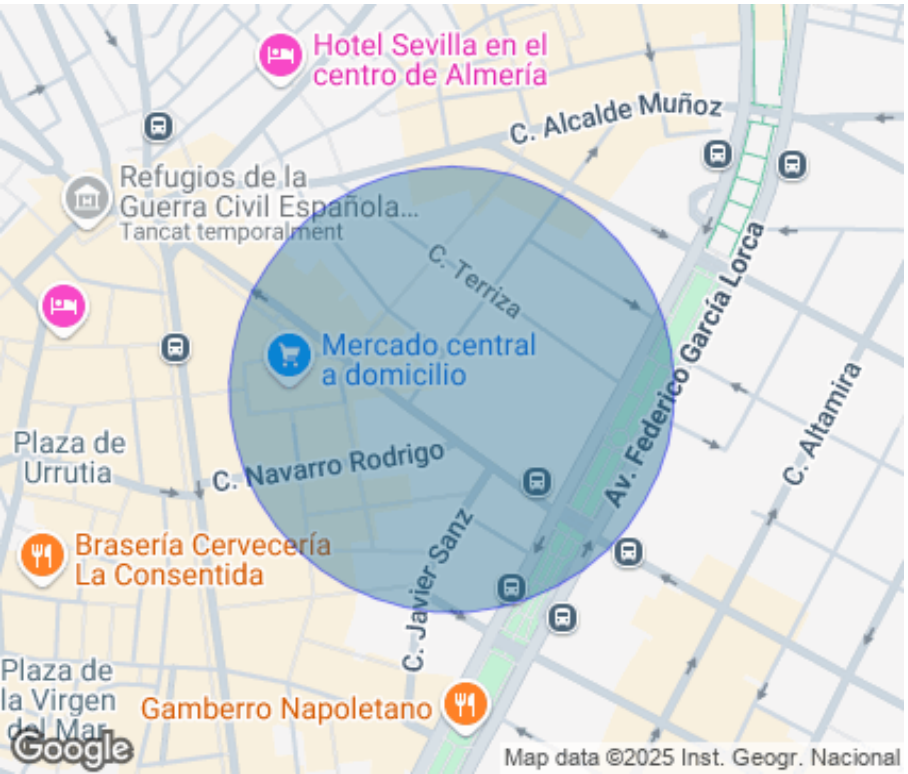 Hotel Sevilla en el
centro de Almería
C. Alcalde Muñoz
Refugios de la
Guerra Civil Española...
Tancat temporalment
C. Terriza
Av. Federico García Lorca
Mercado central
a domicilio
C. Altamira
Plaza de
Urrutia
C. Navarro Rodrigo
Brasería Cervecería
La Consentida
C. Javier Sanz
Plaza de
la Virgen
del Mar
Gamberro Napoletano
Google
Map data ©2025 Inst. Geogr. Nacional